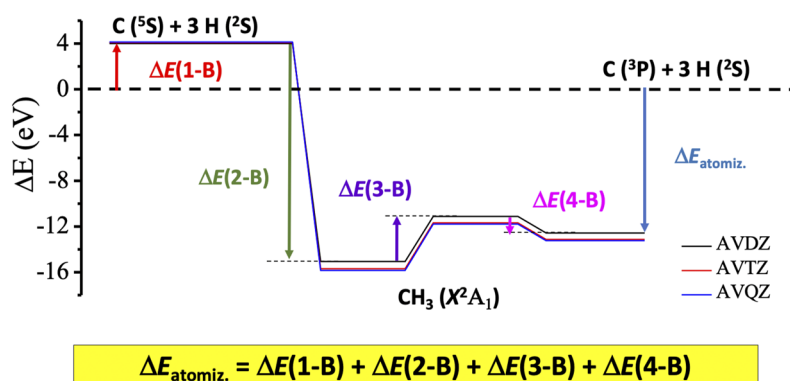 C (⁵S) + 3 H (²S)
4
ΔE(1-B)
C (³P) + 3 H (²S)
0
ΔE (eV)
-4
ΔE(2-B)
ΔE(3-B)
ΔE(4-B)
ΔEatomiz.
-8
-12
-16
CH₃ (X²A₁)
AVDZ
AVTZ
AVQZ
ΔEatomiz. = ΔE(1-B) + ΔE(2-B) + ΔE(3-B) + ΔE(4-B)